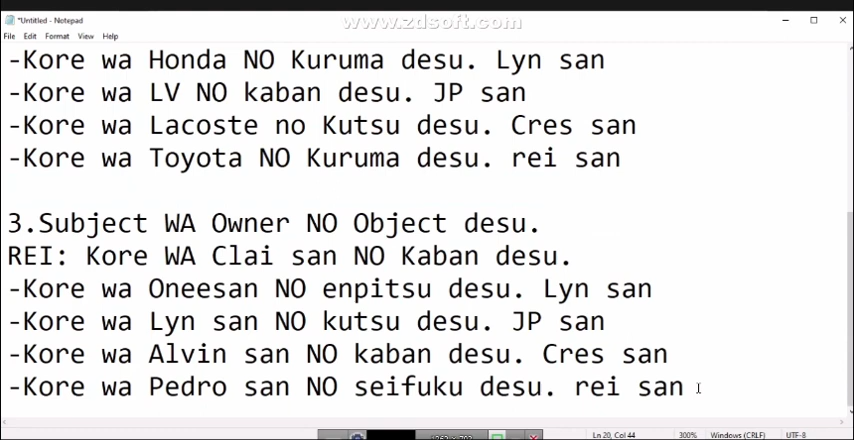 www.zdsoft.com
*Untitled - Notepad
File Edit Format View Help
-Kore wa Honda NO Kuruma desu. Lyn san
-Kore wa LV NO kaban desu. JP san
-Kore wa Lacoste no Kutsu desu. Cres san
-Kore wa Toyota NO Kuruma desu. rei san
3.Subject WA Owner NO Object desu.
REI: Kore WA Clai san NO Kaban desu.
-Kore wa Oneesan NO enpitsu desu. Lyn san
-Kore wa Lyn san NO kutsu desu. JP san
-Kore wa Alvin san NO kaban desu. Cres san
-Kore wa Pedro san NO seifuku desu. rei san
Ln 20, Col 44 300% Windows (CRLF) UTF-8